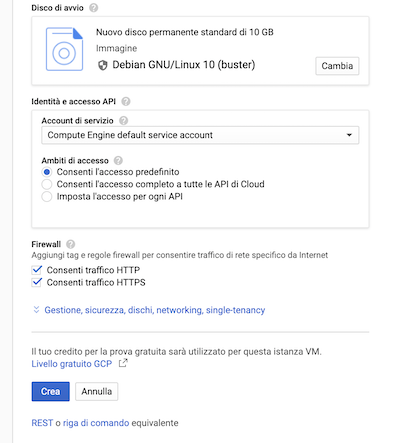 Disco di avvio
Nuovo disco permanente standard di 10 GB
Immagine
Debian GNU/Linux 10 (buster)
Cambia
Identità e accesso API
Account di servizio
Compute Engine default service account
Ambiti di accesso
Consenti l'accesso predefinito
Consenti l'accesso completo a tutte le API di Cloud
Imposta l'accesso per ogni API
Firewall
Aggiungi tag e regole firewall per consentire traffico di rete specifico da Internet
Consenti traffico HTTP
Consenti traffico HTTPS
Gestione, sicurezza, dischi, networking, single-tenancy
Il tuo credito per la prova gratuita sarà utilizzato per questa istanza VM.
Livello gratuito GCP
Crea
Annulla
REST o riga di comando equivalente